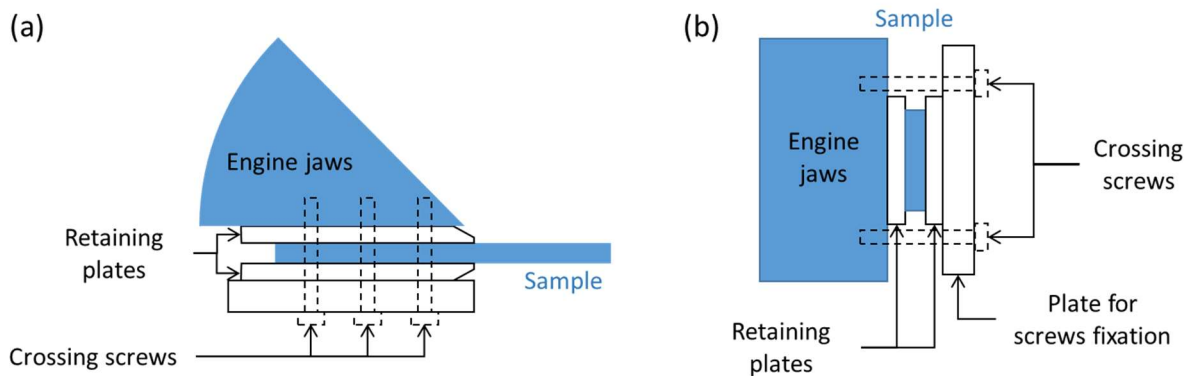 (a)
Engine jaws
Retaining
plates
Sample
Crossing screws
(b)
Sample
Engine
jaws
Crossing
screws
Retaining
plates
Plate for
screws fixation